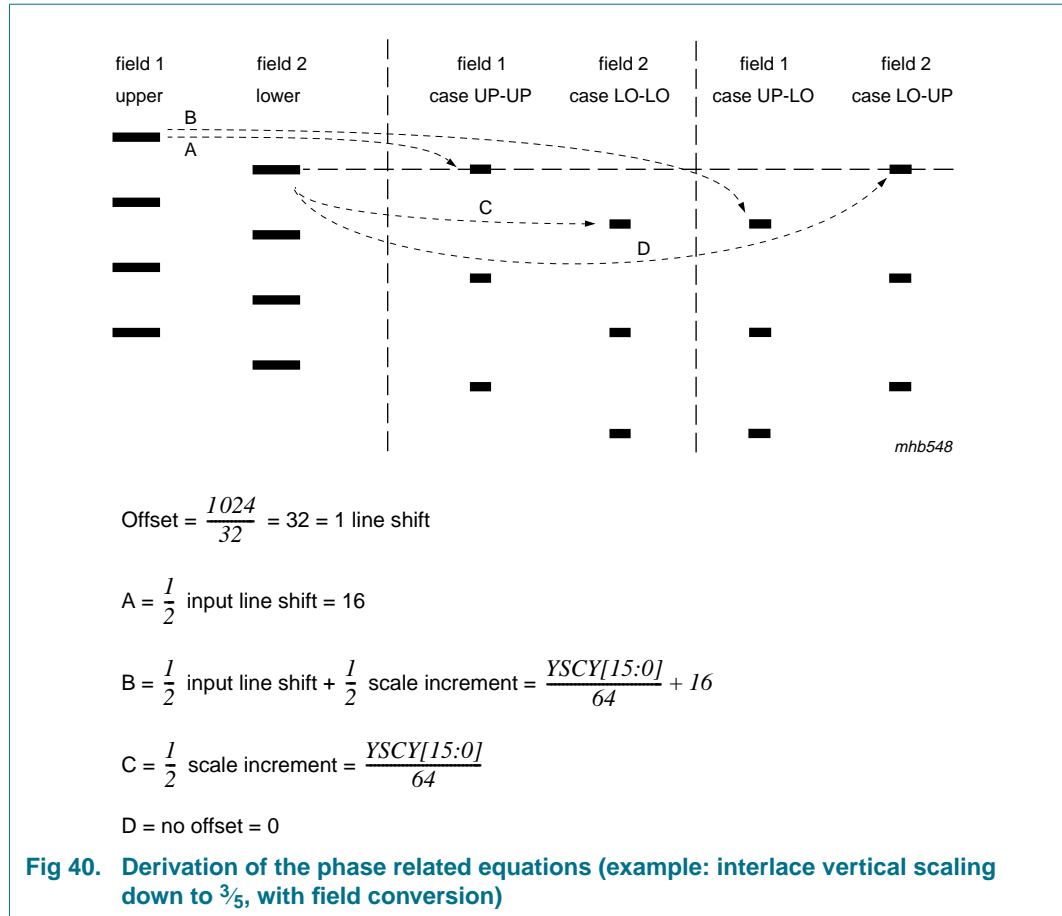 field 1 field 2 field 1 field 2 field 1 field 2
upper lower case UP-UP case LO-LO case UP-LO case LO-UP
B
A
C
D
mhb548
Offset = 1024/32 = 32 = 1 line shift
A = 1/2 input line shift = 16
B = 1/2 input line shift + 1/2 scale increment = YSCY[15:0]/64 + 16
C = 1/2 scale increment = YSCY[15:0]/64
D = no offset = 0
Fig 40. Derivation of the phase related equations (example: interlace vertical scaling
down to 3⁄5, with field conversion)